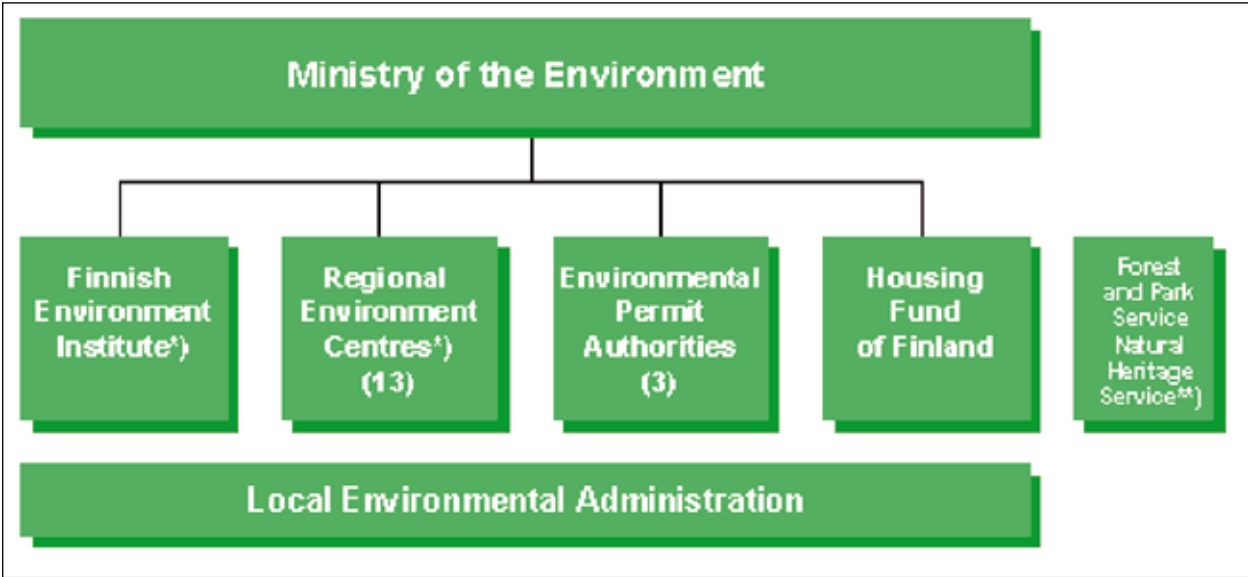 Ministry of the Environment
Finnish
Environment
Institute*)
Regional
Environment
Centres*)
(13)
Environmental
Permit
Authorities
(3)
Housing
Fund
of Finland
Forest
and Park
Service
Natural
Heritage
Service**)
Local Environmental Administration